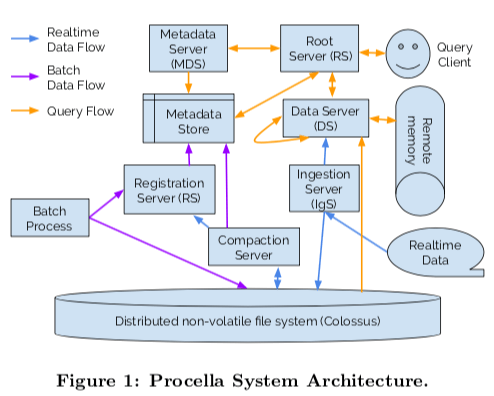 Realtime
Data Flow
Batch
Data Flow
Query Flow
Metadata
Server
(MDS)
Root
Server (RS)
Query
Client
Metadata
Store
Data Server
(DS)
Remote
memory
Registration
Server (RS)
Ingestion
Server
(IgS)
Batch
Process
Compaction
Server
Realtime
Data
Distributed non-volatile file system (Colossus)
Figure 1: Procella System Architecture.